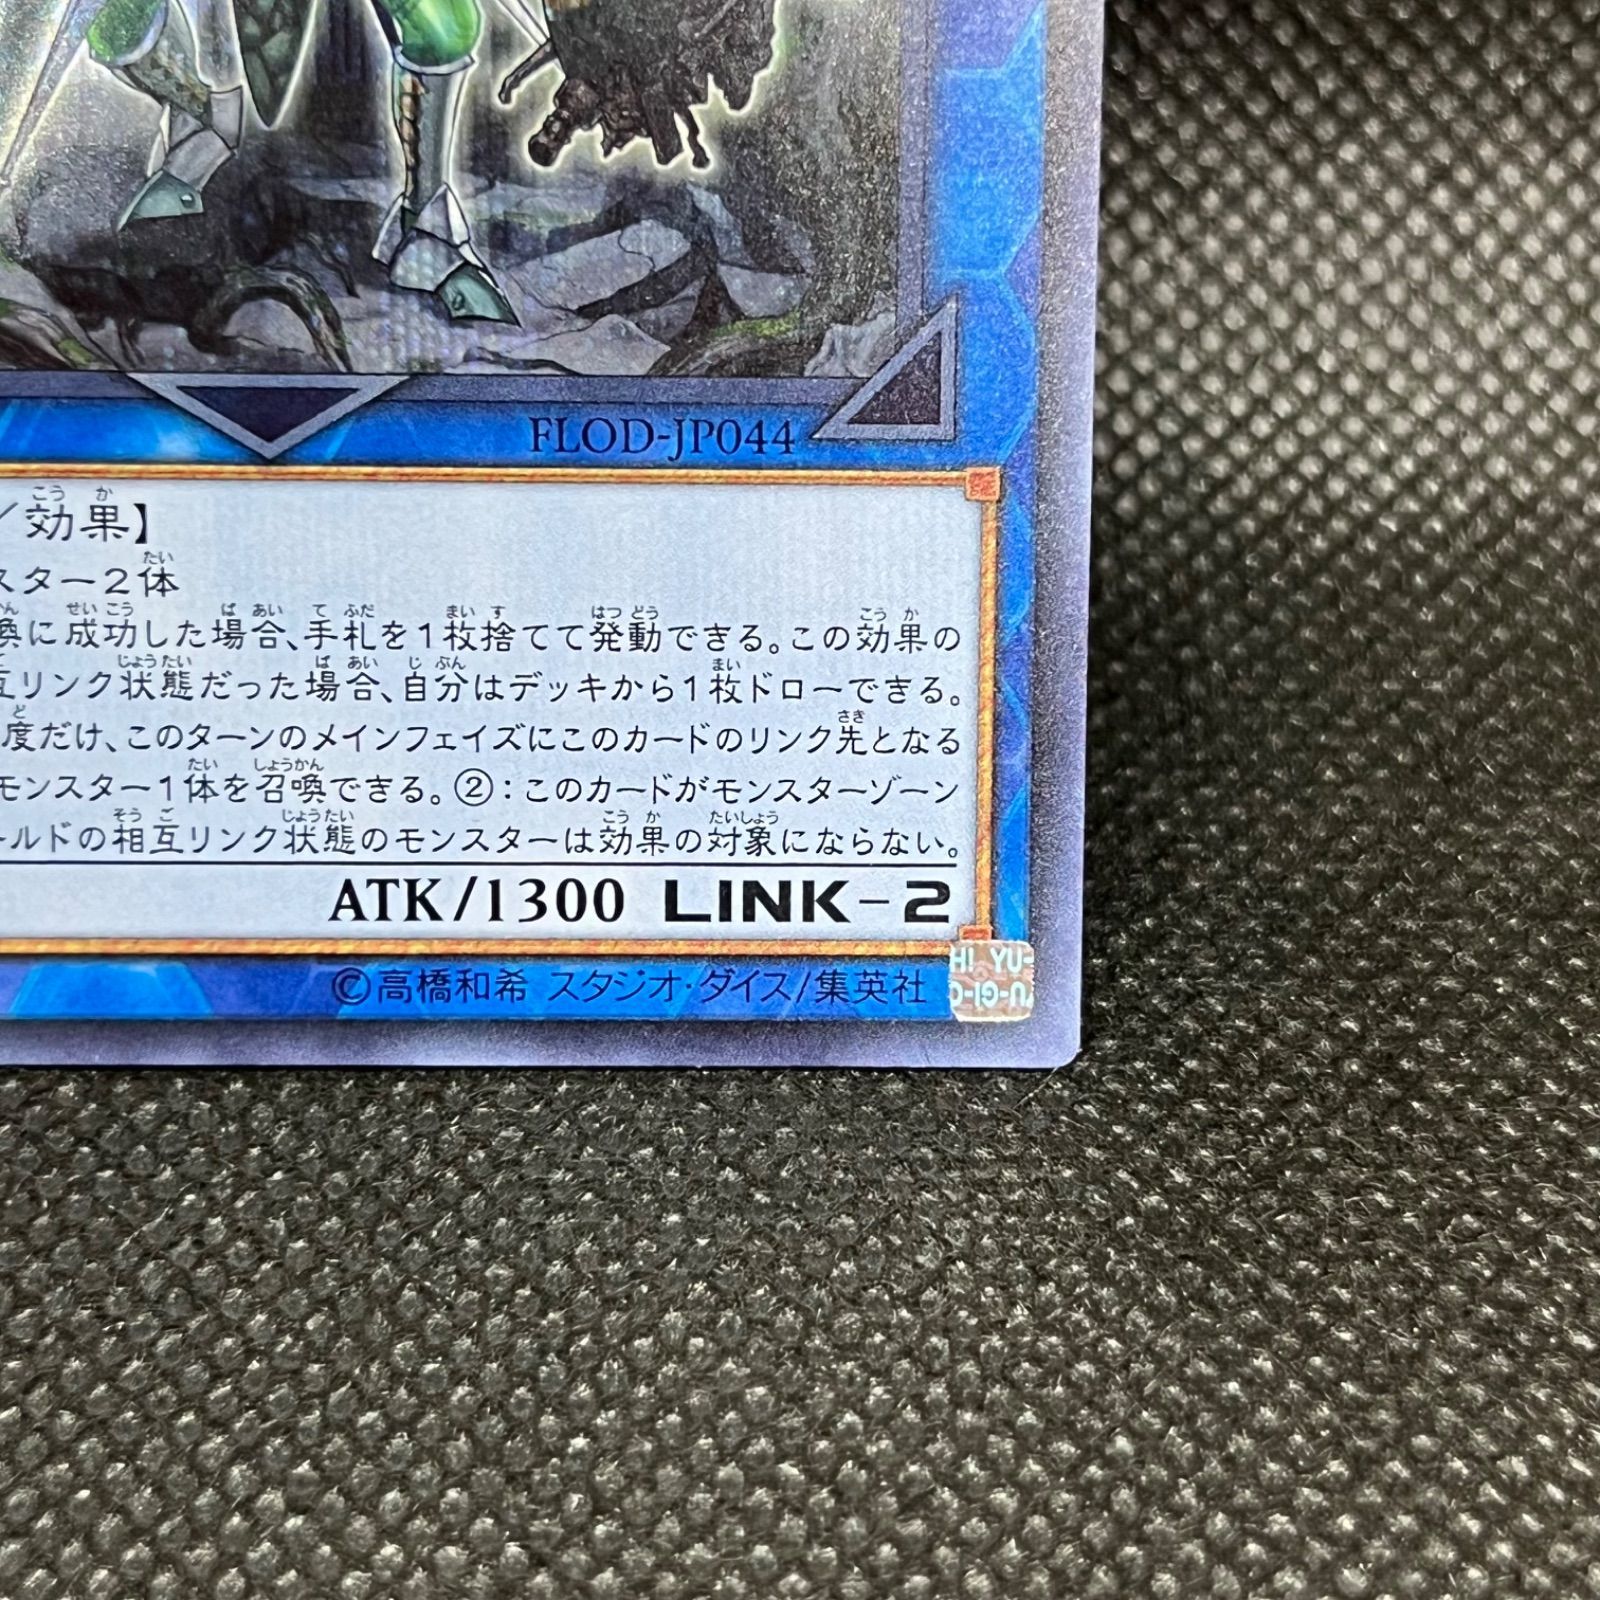 FLOD-JP044
／効果】
スター2体
喚に成功した場合、手札を1枚捨てて発動できる。この効果の
互リンク状態だった場合、自分はデッキから1枚ドローできる。
度だけ、このターンのメインフェイズにこのカードのリンク先となる
モンスター1体を召喚できる。②：このカードがモンスターゾーン
ールドの相互リンク状態のモンスターは効果の対象にならない。
ATK/1300 LINK-2
©高橋和希 スタジオ・ダイス/集英社